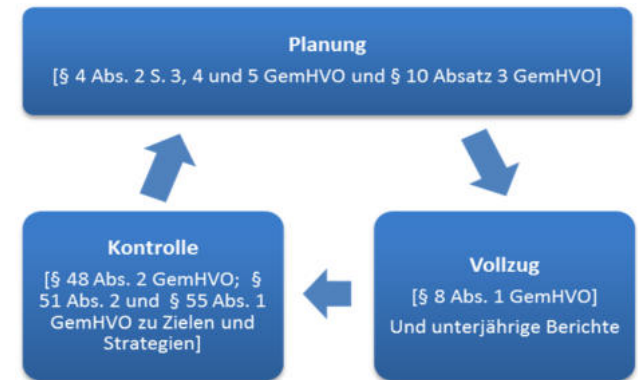 Planung
[§ 4 Abs. 2 S. 3, 4 und 5 GemHVO und § 10 Absatz 3 GemHVO]
Kontrolle
[§ 48 Abs. 2 GemHVO; §
51 Abs. 2 und § 55 Abs. 1
GemHVO zu Zielen und
Strategien]
Vollzug
[§ 8 Abs. 1 GemHVO]
Und unterjährige Berichte